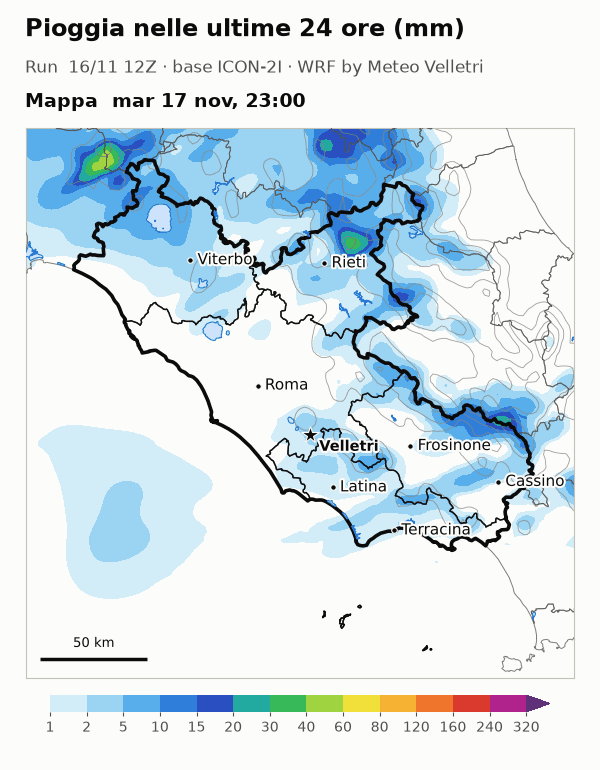 Pioggia nelle ultime 24 ore (mm)
Run 16/11 12Z · base ICON-2I · WRF by Meteo Velletri
Mappa mar 17 nov, 23:00
Viterbo
Rieti
Roma
Velletri
Frosinone
Latina
Cassino
Terracina
50 km
1 2 5 10 15 20 30 40 60 80 120 160 240 320